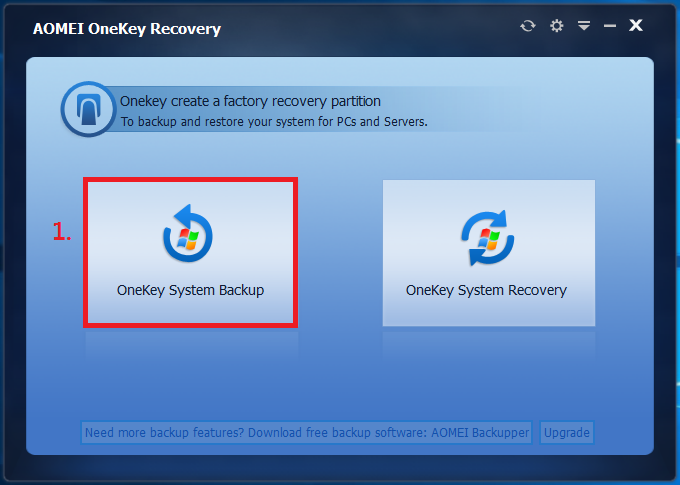 AOMEI OneKey Recovery
Onekey create a factory recovery partition
To backup and restore your system for PCs and Servers.
1.
OneKey System Backup
OneKey System Recovery
Need more backup features? Download free backup software: AOMEI Backupper
Upgrade